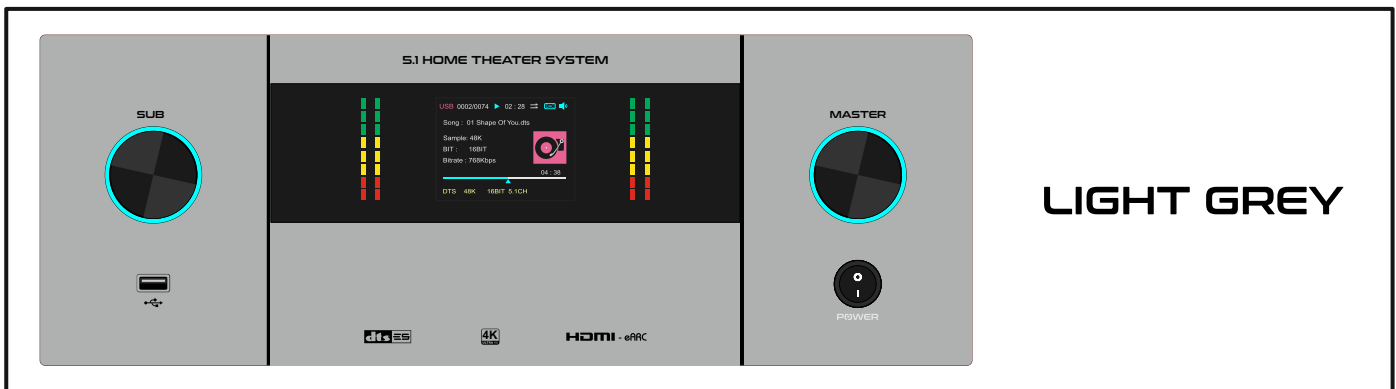 5.1 HOME THEATER SYSTEM
SUB
USB 0002/0074 02 : 28
Song : 01 Shape Of You.dts
Sample: 48K
BIT : 16BIT
Bitrate : 768Kbps
04 : 38
DTS 48K 16BIT 5.1CH
MASTER
POWER
dts ES
4K
HDMI - eARC
LIGHT GREY